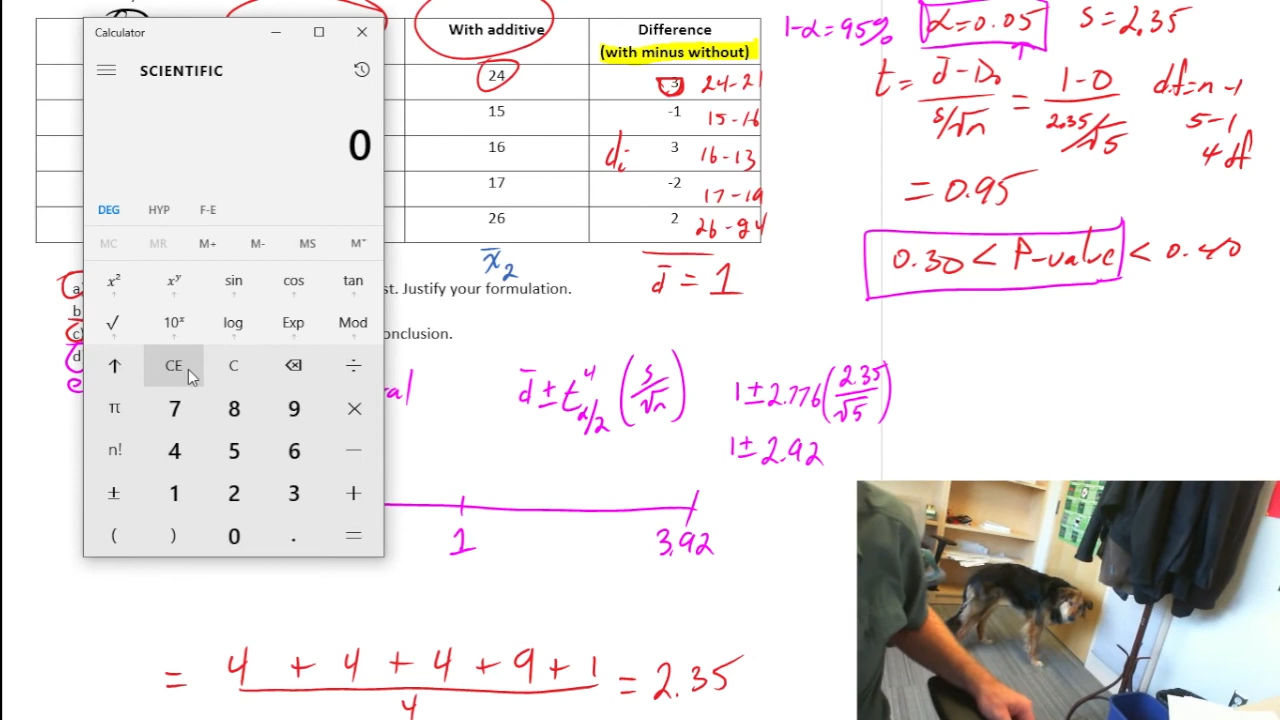 Calculator
SCIENTIFIC
0
DEG HYP F-E
MC MR M+ M- MS M˅
x² xʸ sin cos tan
√ 10ˣ log Exp Mod
↑ CE C ⌫ ÷
π 7 8 9 ×
n! 4 5 6 −
± 1 2 3 +
( ) 0 . =
With additive Difference
(with minus without)
24 3 24-21
15 -1 15-16
16 dᵢ 3 16-13
17 -2 17-19
26 2 26-24
x̄₂ d̄ = 1
a st. Justify your formulation.
b
c) onclusion.
d
e al
d̄ ± t⁴α/2 (s/√n) 1 ± 2.776 (2.35/√5)
1 ± 2.92
1 3.92
= 4 + 4 + 4 + 9 + 1 = 2.35
4
1-α = 95% α = 0.05 s = 2.35
t = d̄ - D₀ / s/√n = 1-0 / 2.35/√5 d.f = n-1
5-1
4 df
= 0.95
0.30 < P-value < 0.40